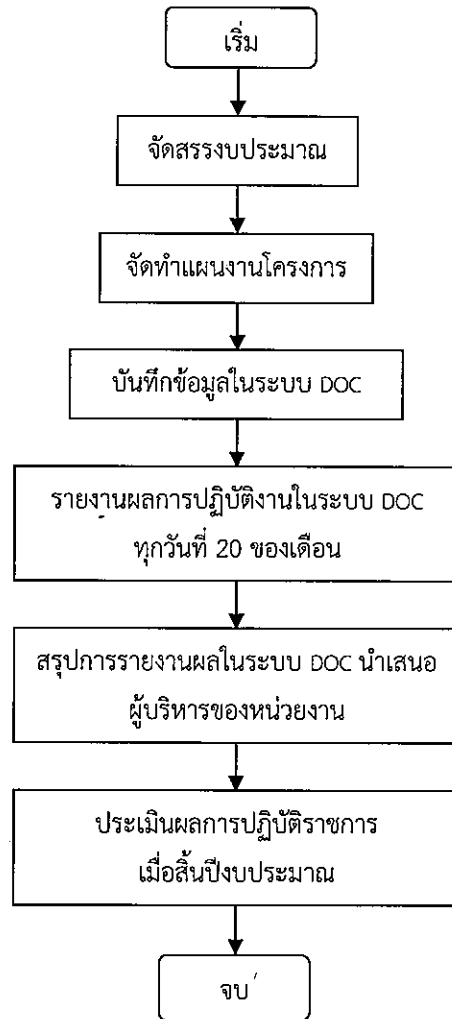 เริ่ม
จัดสรรงบประมาณ
จัดทำแผนงานโครงการ
บันทึกข้อมูลในระบบ DOC
รายงานผลการปฏิบัติงานในระบบ DOC
ทุกวันที่ 20 ของเดือน
สรุปการรายงานผลในระบบ DOC นำเสนอ
ผู้บริหารของหน่วยงาน
ประเมินผลการปฏิบัติราชการ
เมื่อสิ้นปีงบประมาณ
จบ